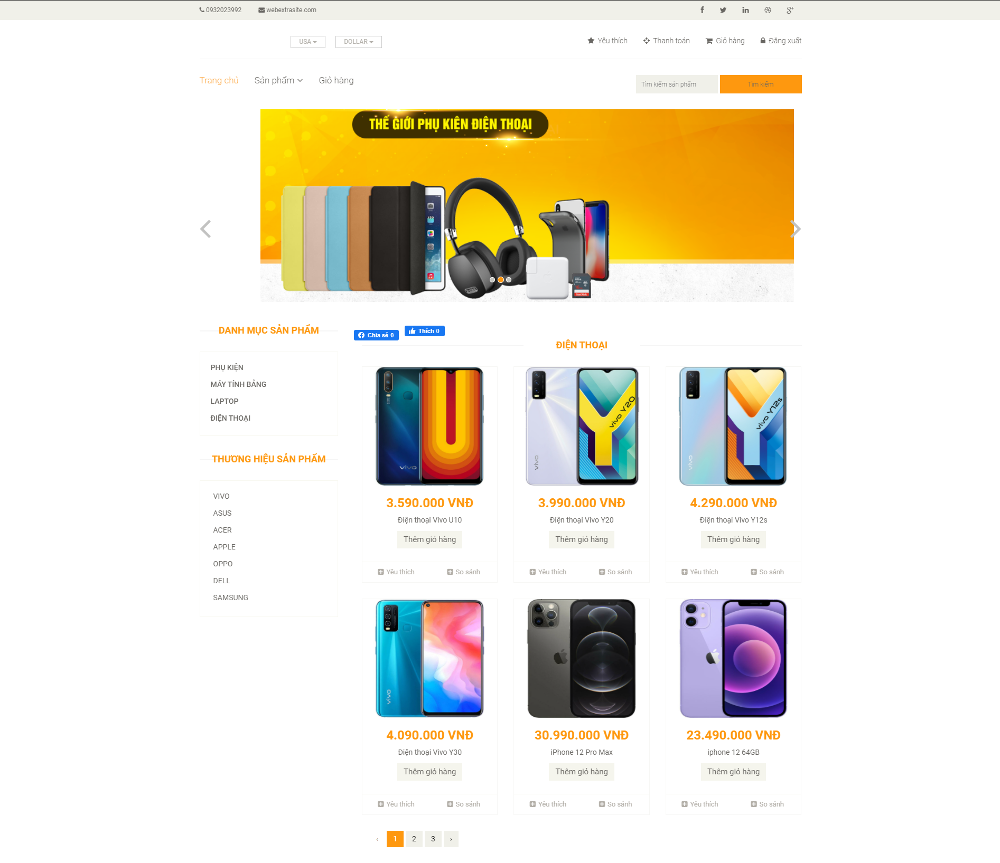 0932023992 webextrasite.com
USA DOLLAR Yêu thích Thanh toán Giỏ hàng Đăng xuất
Trang chủ Sản phẩm Giỏ hàng Tìm kiếm sản phẩm Tìm kiếm
THẾ GIỚI PHỤ KIỆN ĐIỆN THOẠI
SanDisk
DANH MỤC SẢN PHẨM
PHỤ KIỆN
MÁY TÍNH BẢNG
LAPTOP
ĐIỆN THOẠI
THƯƠNG HIỆU SẢN PHẨM
VIVO
ASUS
ACER
APPLE
OPPO
DELL
SAMSUNG
Chia sẻ 0 Thích 0
ĐIỆN THOẠI
vivo
vivo
vivo Y20
vivo
vivo Y12s
3.590.000 VNĐ 3.990.000 VNĐ 4.290.000 VNĐ
Điện thoại Vivo U10 Điện thoại Vivo Y20 Điện thoại Vivo Y12s
Thêm giỏ hàng Thêm giỏ hàng Thêm giỏ hàng
Yêu thích So sánh Yêu thích So sánh Yêu thích So sánh
vivo
4.090.000 VNĐ 30.990.000 VNĐ 23.490.000 VNĐ
Điện thoại Vivo Y30 iPhone 12 Pro Max iphone 12 64GB
Thêm giỏ hàng Thêm giỏ hàng Thêm giỏ hàng
Yêu thích So sánh Yêu thích So sánh Yêu thích So sánh
‹ 1 2 3 ›